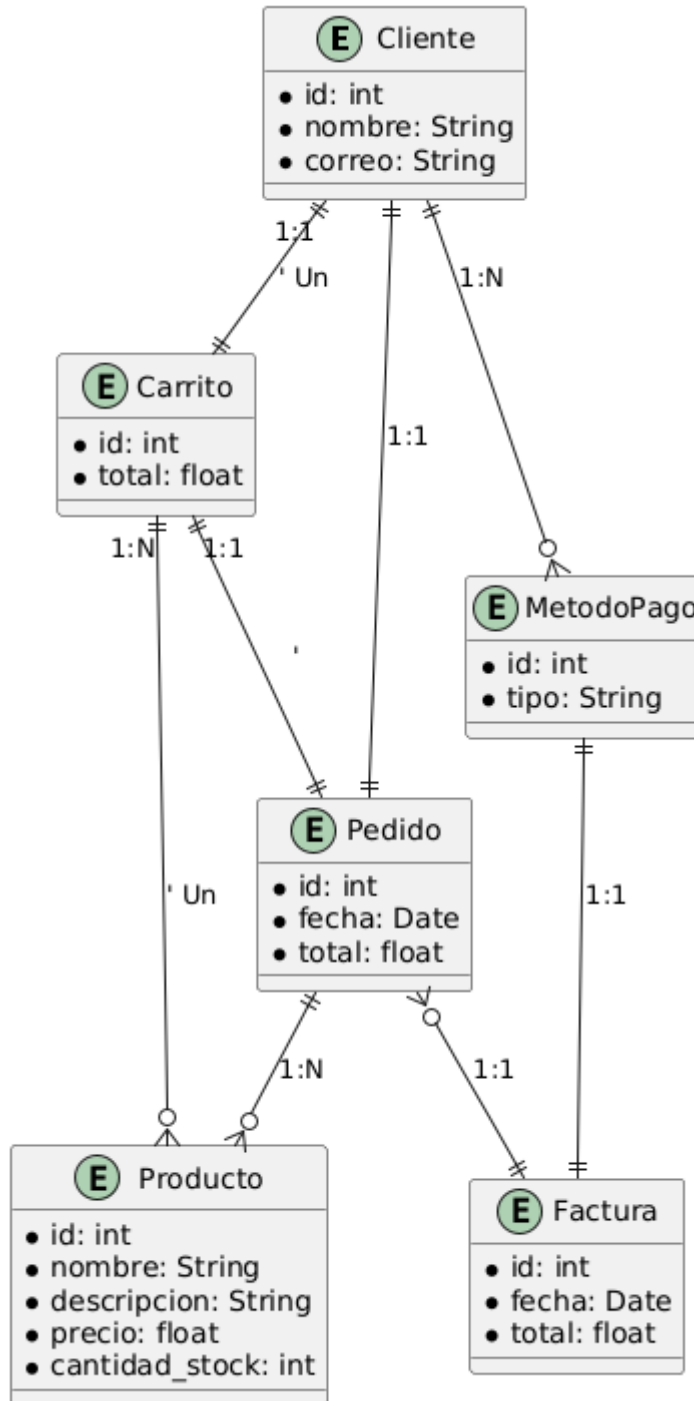 E Cliente
id: int
nombre: String
correo: String
1:1
' Un
1:N
E Carrito
id: int
total: float
1:1
1:N
1:1
E MetodoPago
id: int
tipo: String
'
E Pedido
id: int
fecha: Date
total: float
' Un
1:1
1:N
1:1
E Producto
id: int
nombre: String
descripcion: String
precio: float
cantidad_stock: int
E Factura
id: int
fecha: Date
total: float